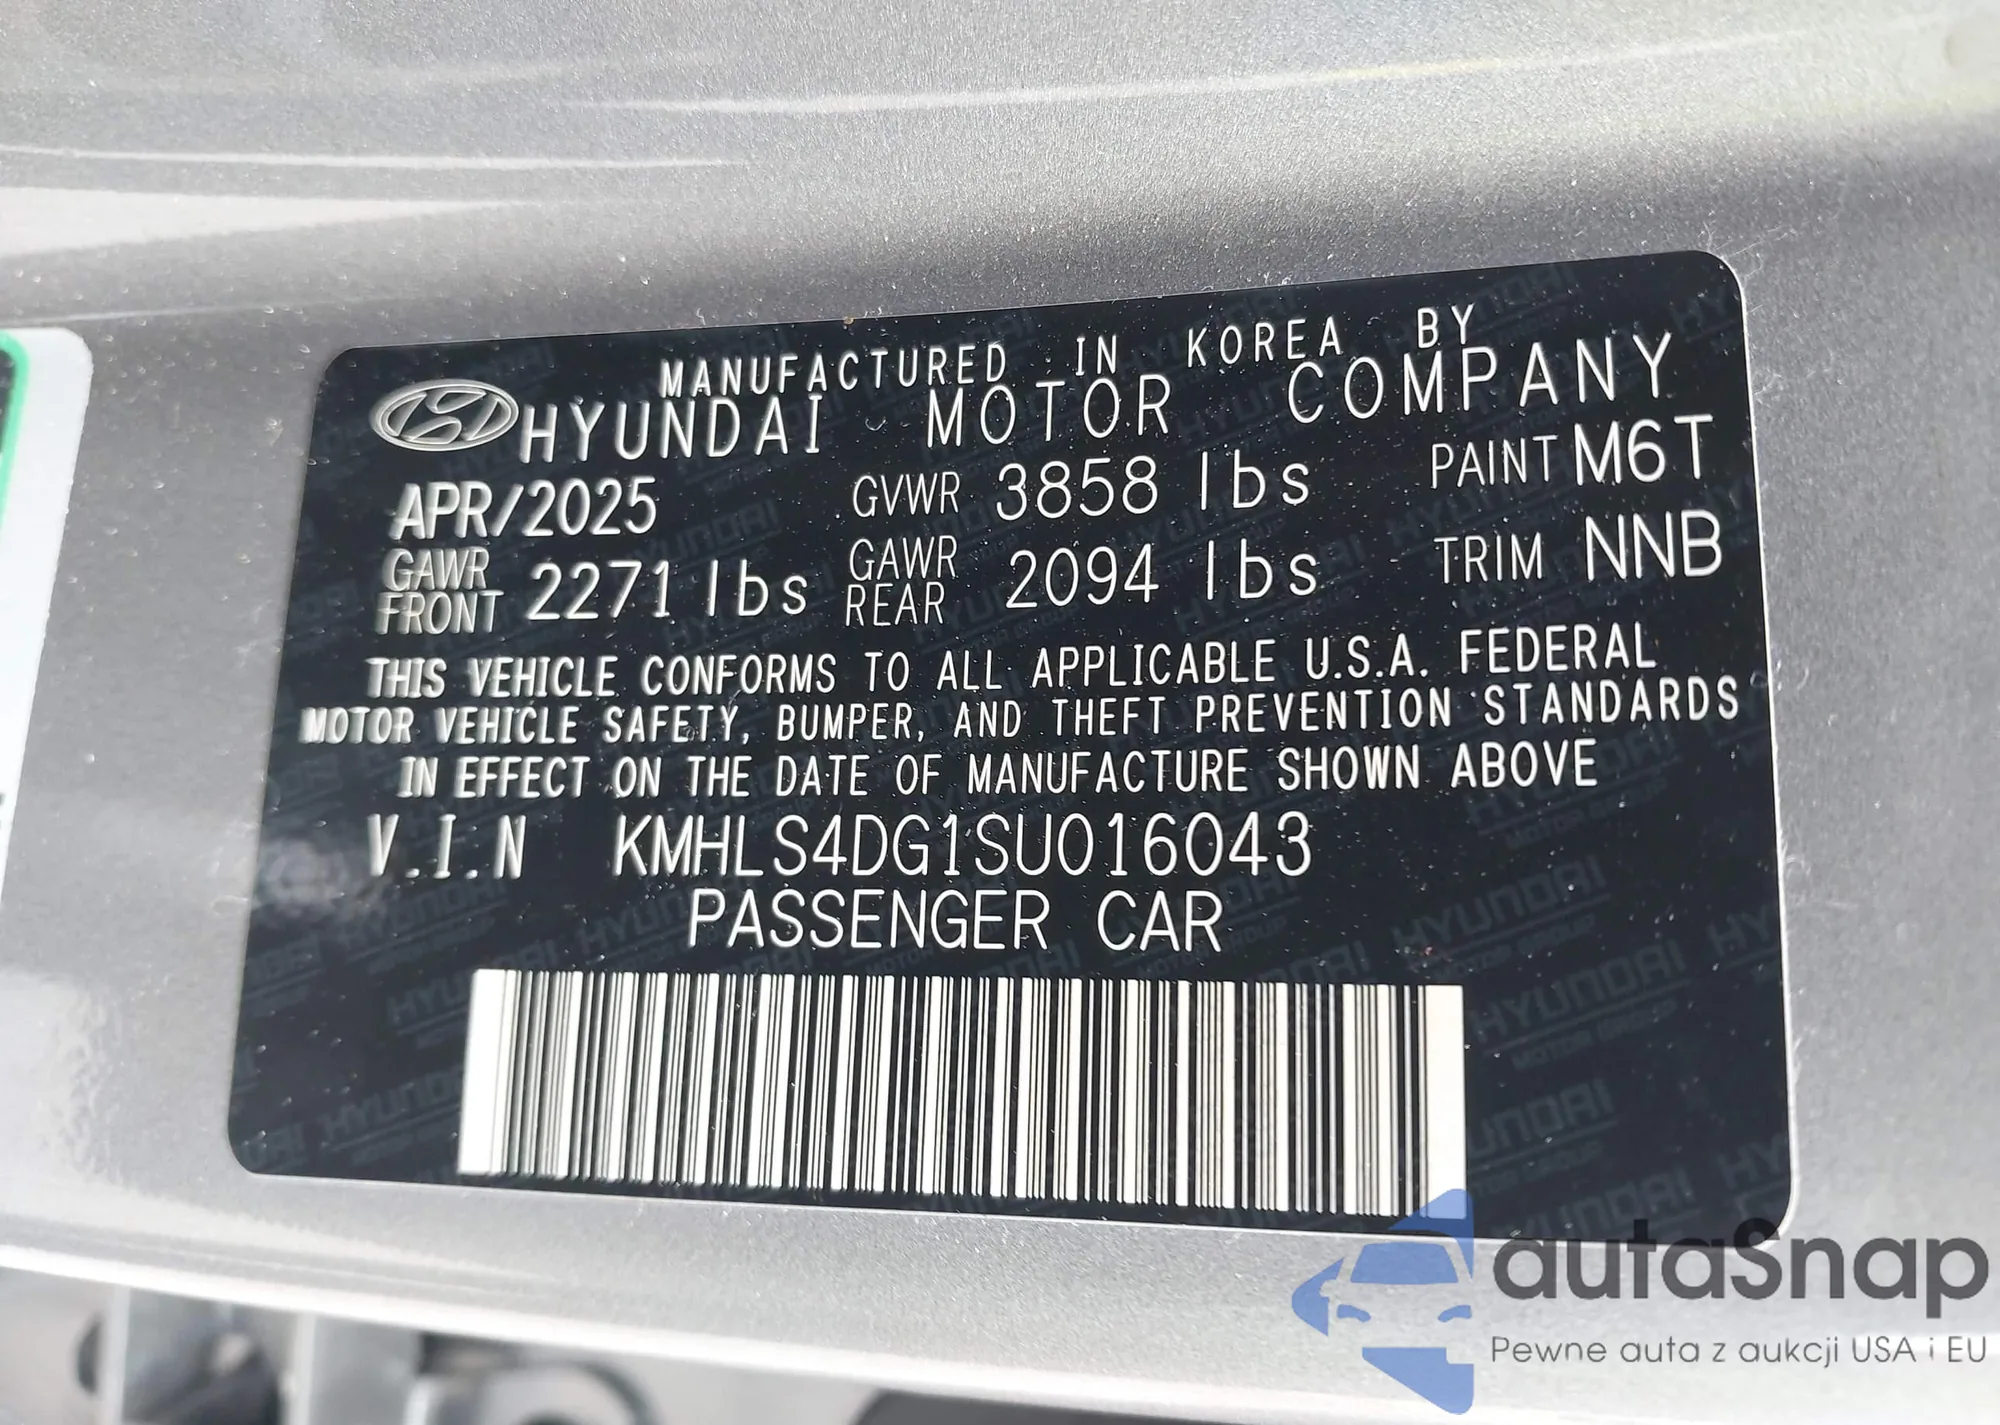 MANUFACTURED IN KOREA BY
HYUNDAI MOTOR COMPANY
APR/2025 GVWR 3858 lbs PAINT M6T
GAWR FRONT 2271 lbs GAWR REAR 2094 lbs TRIM NNB
THIS VEHICLE CONFORMS TO ALL APPLICABLE U.S.A. FEDERAL
MOTOR VEHICLE SAFETY, BUMPER, AND THEFT PREVENTION STANDARDS
IN EFFECT ON THE DATE OF MANUFACTURE SHOWN ABOVE
V.I.N KMHLS4DG1SU016043
PASSENGER CAR
autaSnap
Pewne auta z aukcji USA i EU